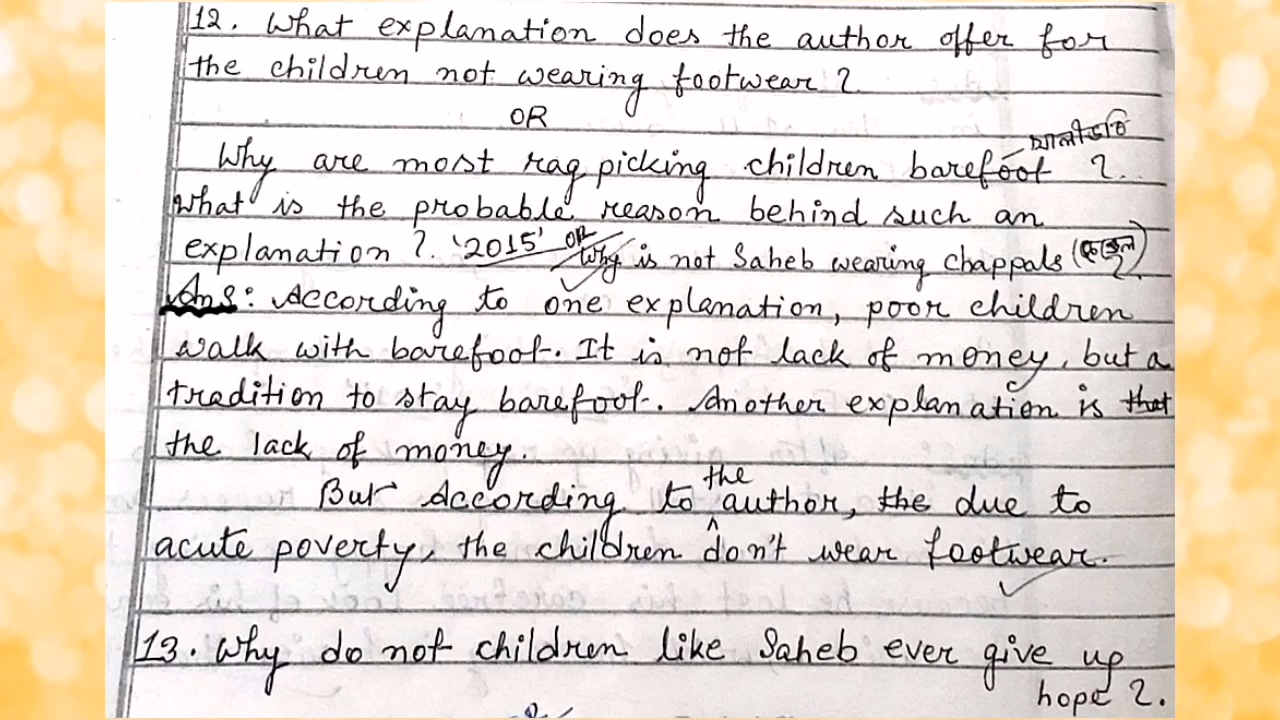 12. What explanation does the author offer for
the children not wearing footwear ?
OR
Why are most rag picking children barefoot ?
What is the probable reason behind such an
explanation ? '2015' OR Why is not Saheb wearing chappals ?
Ans: According to one explanation, poor children
walk with barefoot. It is not lack of money, but a
tradition to stay barefoot. Another explanation is that
the lack of money.
But According to the author, the due to
acute poverty, the children don't wear footwear.
13. Why do not children like Saheb ever give up
hope ?